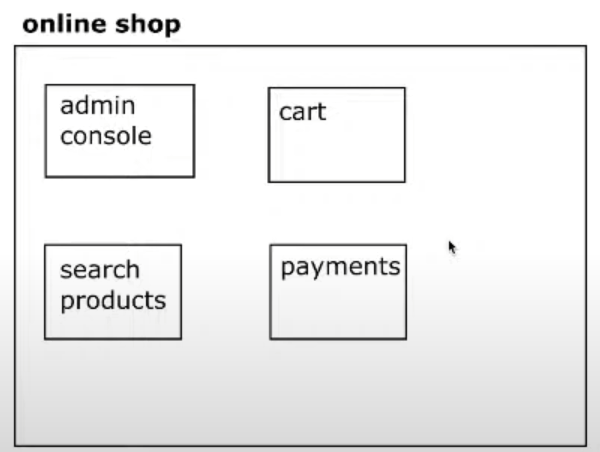 online shop
admin
console
cart
search
products
payments